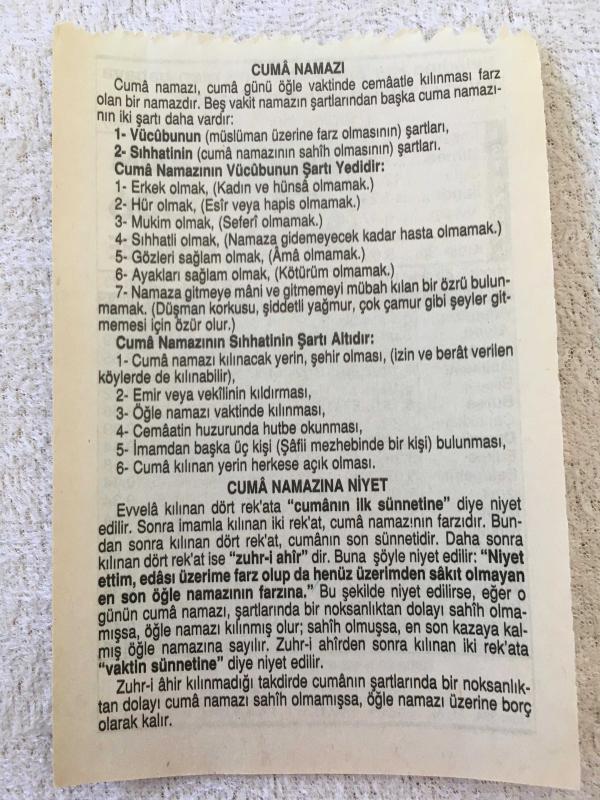 CUMÂ NAMAZI
Cumâ namazı, cumâ günü öğle vaktinde cemâatle kılınması farz
olan bir namazdır. Beş vakit namazın şartlarından başka cuma namazı-
nın iki şartı daha vardır:
1- Vücûbunun (müslüman üzerine farz olmasının) şartları,
2- Sıhhatinin (cumâ namazının sahîh olmasının) şartları.
Cumâ Namazının Vücûbunun Şartı Yedidir:
1- Erkek olmak, (Kadın ve hünsâ olmamak.)
2- Hür olmak, (Esîr veya hapis olmamak.)
3- Mukim olmak, (Seferî olmamak.)
4- Sıhhatli olmak, (Namaza gidemeyecek kadar hasta olmamak.)
5- Gözleri sağlam olmak, (Âmâ olmamak.)
6- Ayakları sağlam olmak, (Kötürüm olmamak.)
7- Namaza gitmeye mâni ve gitmemeyi mübah kılan bir özrü bulun-
mamak. (Düşman korkusu, şiddetli yağmur, çok çamur gibi şeyler git-
memesi için özür olur.)
Cumâ Namazının Sıhhatinin Şartı Altıdır:
1- Cumâ namazı kılınacak yerin, şehir olması, (izin ve berât verilen
köylerde de kılınabilir),
2- Emir veya vekîlinin kıldırması,
3- Öğle namazı vaktinde kılınması,
4- Cemâatin huzurunda hutbe okunması,
5- İmamdan başka üç kişi (Şâfii mezhebinde bir kişi) bulunması,
6- Cumâ kılınan yerin herkese açık olması.
CUMÂ NAMAZINA NİYET
Evvelâ kılınan dört rek'ata “cumânın ilk sünnetine” diye niyet
edilir. Sonra imamla kılınan iki rek'at, cumâ namazının farzıdır. Bun-
dan sonra kılınan dört rek'at, cumânın son sünnetidir. Daha sonra
kılınan dört rek'at ise “zuhr-i ahîr” dir. Buna şöyle niyet edilir: “Niyet
ettim, edâsı üzerime farz olup da henüz üzerimden sâkıt olmayan
en son öğle namazının farzına.” Bu şekilde niyet edilirse, eğer o
günün cumâ namazı, şartlarında bir noksanlıktan dolayı sahîh olma-
mışsa, öğle namazı kılınmış olur; sahîh olmuşsa, en son kazaya kal-
mış öğle namazına sayılır. Zuhr-i ahîrden sonra kılınan iki rek'ata
“vaktin sünnetine” diye niyet edilir.
Zuhr-i âhir kılınmadığı takdirde cumânın şartlarında bir noksanlık-
tan dolayı cumâ namazı sahîh olmamışsa, öğle namazı üzerine borç
olarak kalır.